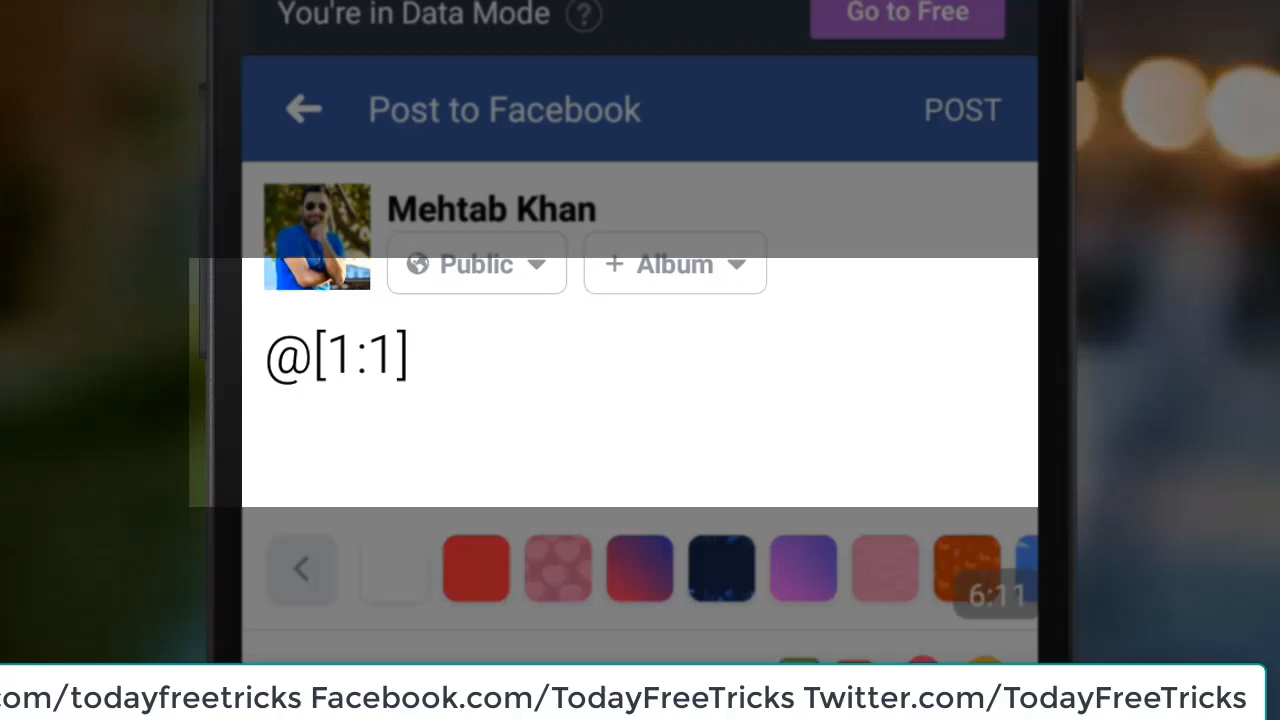 You're in Data Mode ? Go to Free
Post to Facebook POST
Mehtab Khan
Public + Album
@[1:1]
6:11
com/todayfreetricks Facebook.com/TodayFreeTricks Twitter.com/TodayFreeTricks